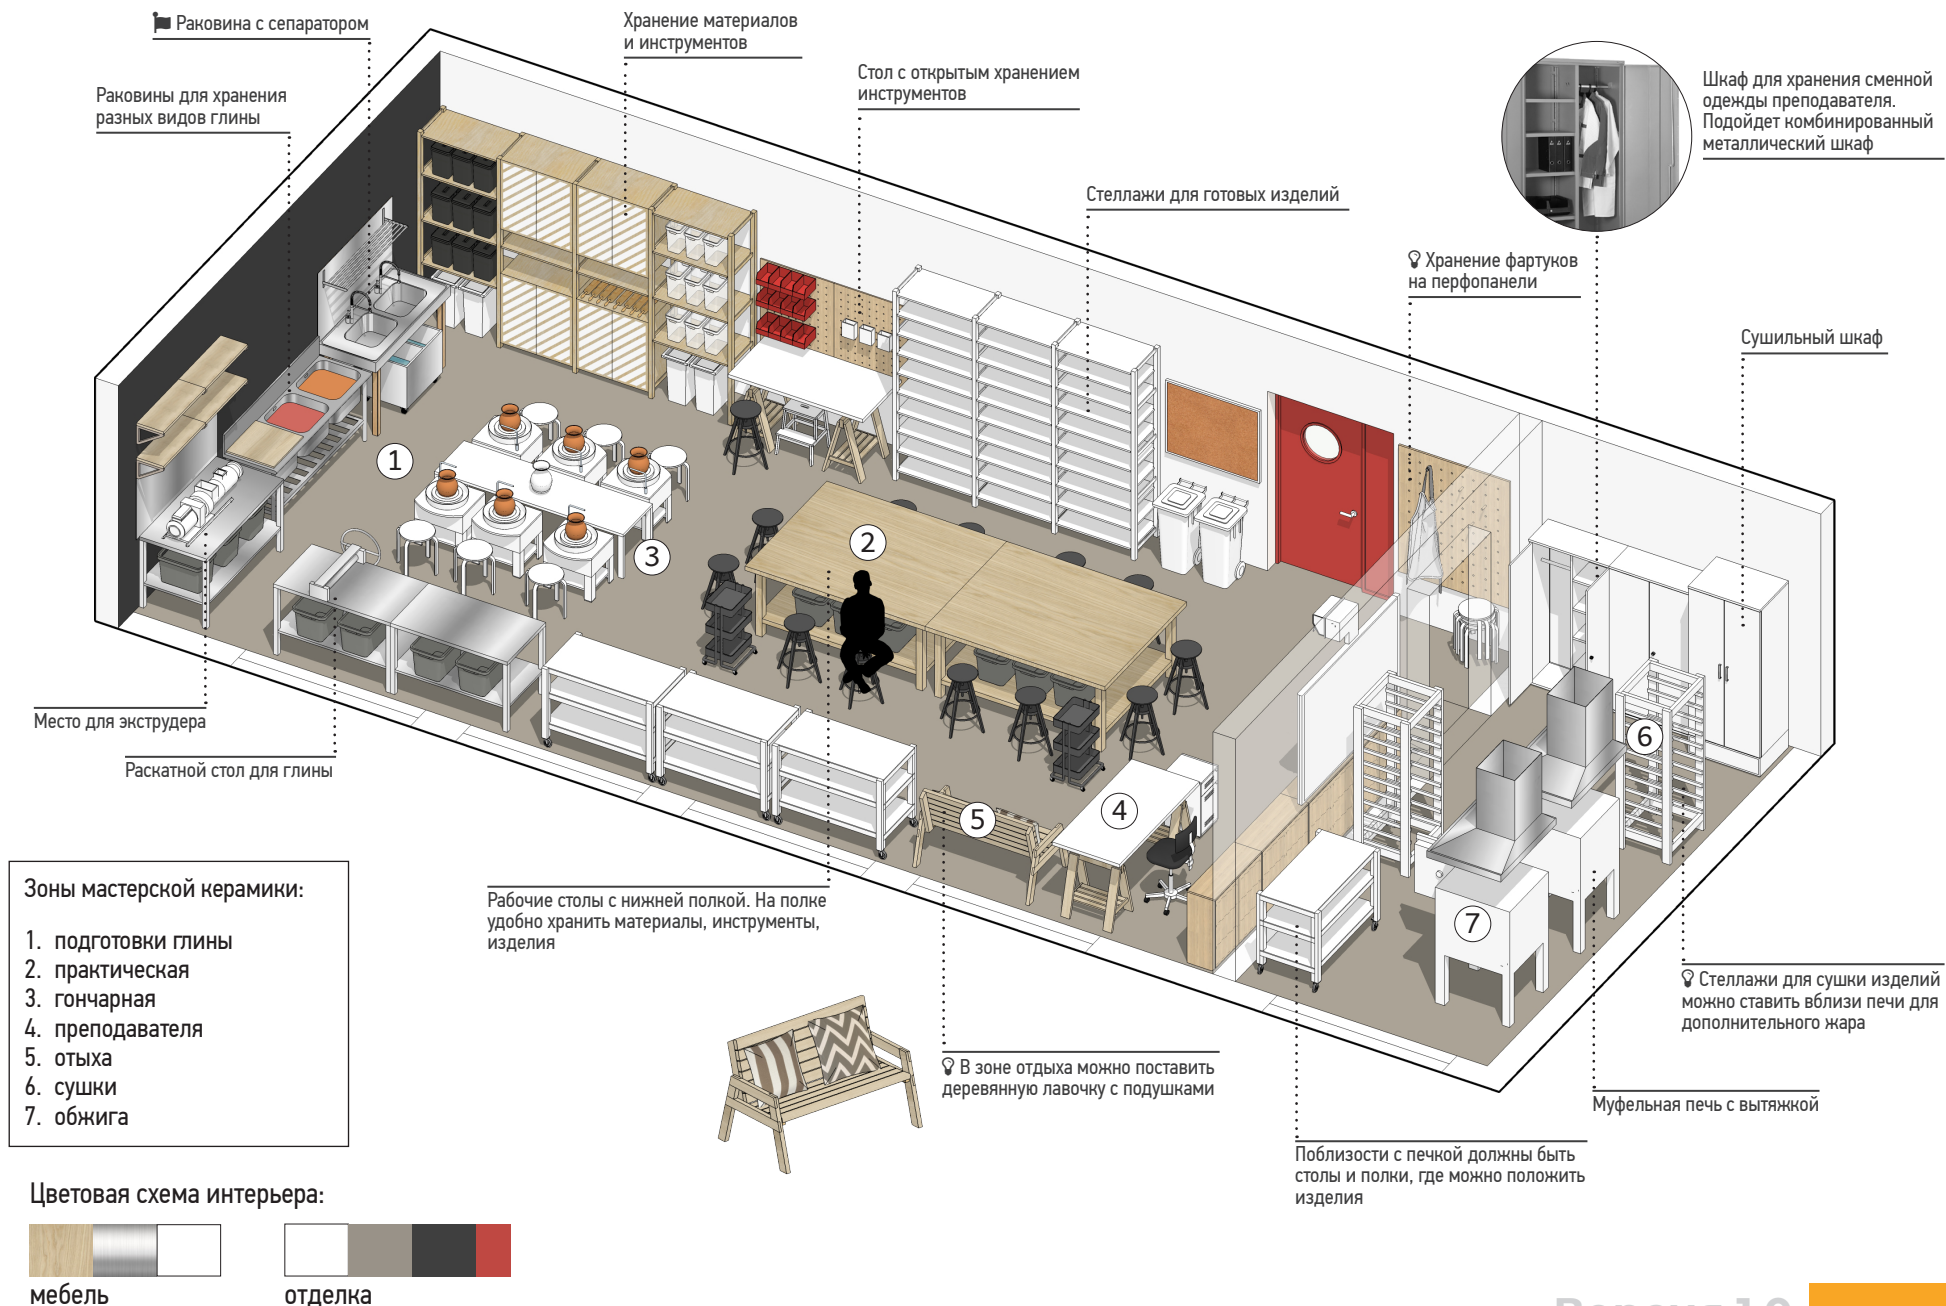 Раковина с сепаратором
Хранение материалов
и инструментов
Стол с открытым хранением
инструментов
Раковины для хранения
разных видов глины
Шкаф для хранения сменной
одежды преподавателя.
Подойдет комбинированный
металлический шкаф
Стеллажи для готовых изделий
Хранение фартуков
на перфопанели
Сушильный шкаф
1
2
3
4
5
6
7
Место для экструдера
Раскатной стол для глины
Рабочие столы с нижней полкой. На полке
удобно хранить материалы, инструменты,
изделия
Зоны мастерской керамики:
1. подготовки глины
2. практическая
3. гончарная
4. преподавателя
5. отыха
6. сушки
7. обжига
Стеллажи для сушки изделий
можно ставить вблизи печи для
дополнительного жара
В зоне отдыха можно поставить
деревянную лавочку с подушками
Муфельная печь с вытяжкой
Поблизости с печкой должны быть
столы и полки, где можно положить
изделия
Цветовая схема интерьера:
мебель
отделка